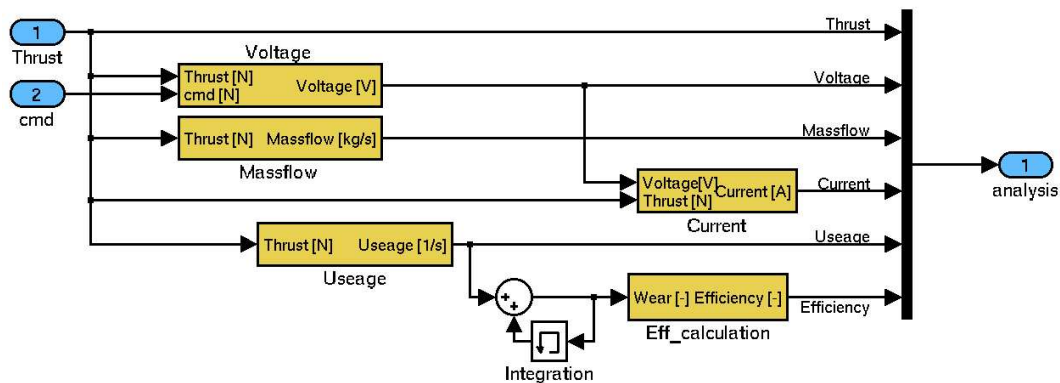 1
Thrust
Thrust
Voltage
Thrust [N]
cmd [N]
Voltage [V]
Voltage
2
cmd
Thrust [N]
Massflow [kg/s]
Massflow
Massflow
Voltage[V]
Thrust [N]
Current [A]
Current
Current
1
analysis
Thrust [N]
Useage [1/s]
Useage
Useage
Wear [-]
Efficiency [-]
Efficiency
Eff_calculation
Integration